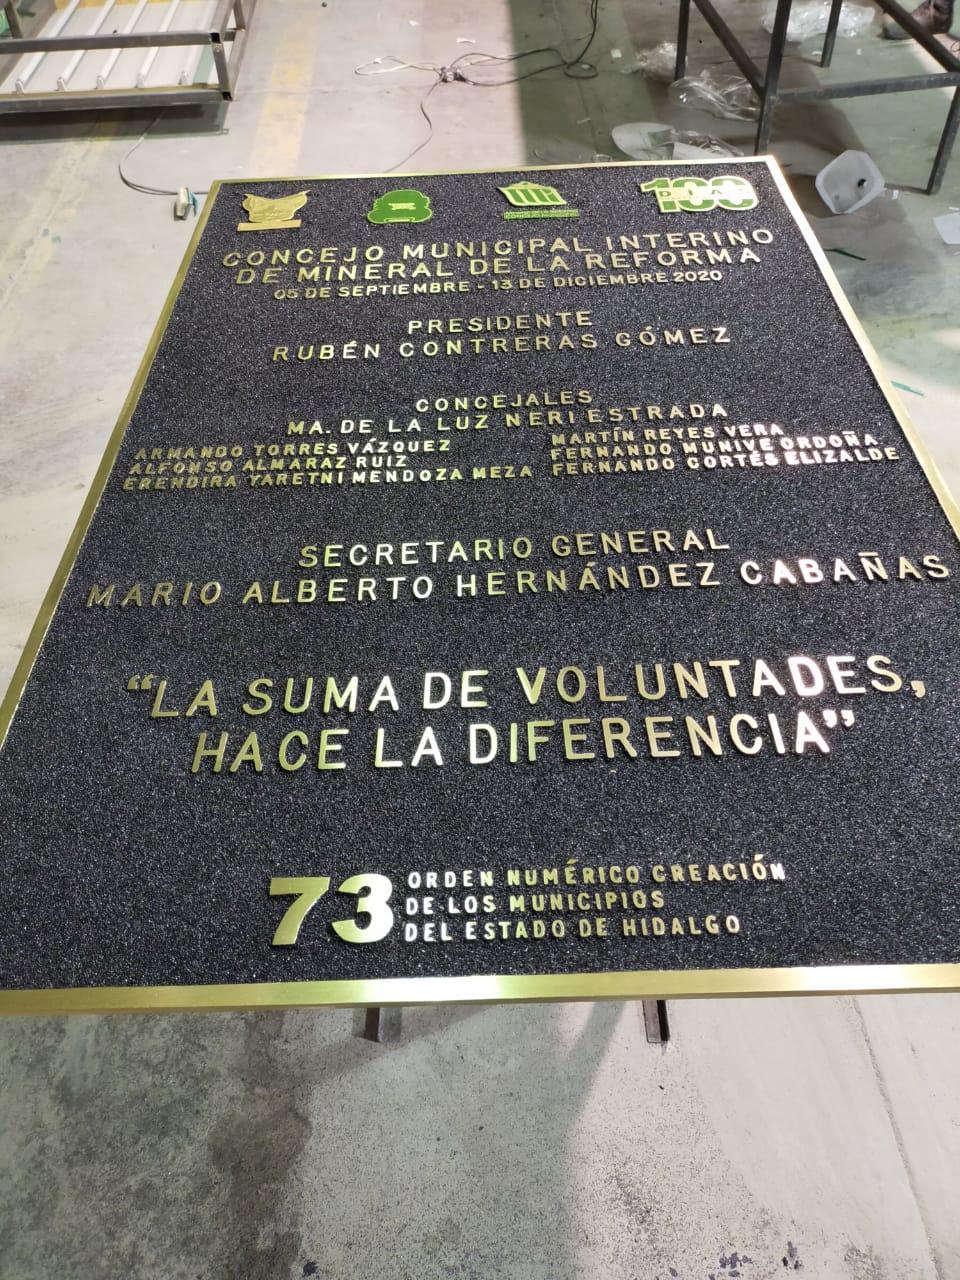 100
DÍAS
CONCEJO MUNICIPAL INTERINO
DE MINERAL DE LA REFORMA
05 DE SEPTIEMBRE - 13 DE DICIEMBRE 2020
PRESIDENTE
RUBÉN CONTRERAS GÓMEZ
CONCEJALES
MA. DE LA LUZ NERI ESTRADA
ARMANDO TORRES VÁZQUEZ
ALFONSO ALMARAZ RUIZ
ERENDIRA YARETNI MENDOZA MEZA
MARTÍN REYES VERA
FERNANDO MUNIVE ORDOÑA
FERNANDO CORTÉS ELIZALDE
SECRETARIO GENERAL
MARIO ALBERTO HERNÁNDEZ CABAÑAS
“LA SUMA DE VOLUNTADES,
HACE LA DIFERENCIA”
73
ORDEN NUMÉRICO CREACIÓN
DE LOS MUNICIPIOS
DEL ESTADO DE HIDALGO